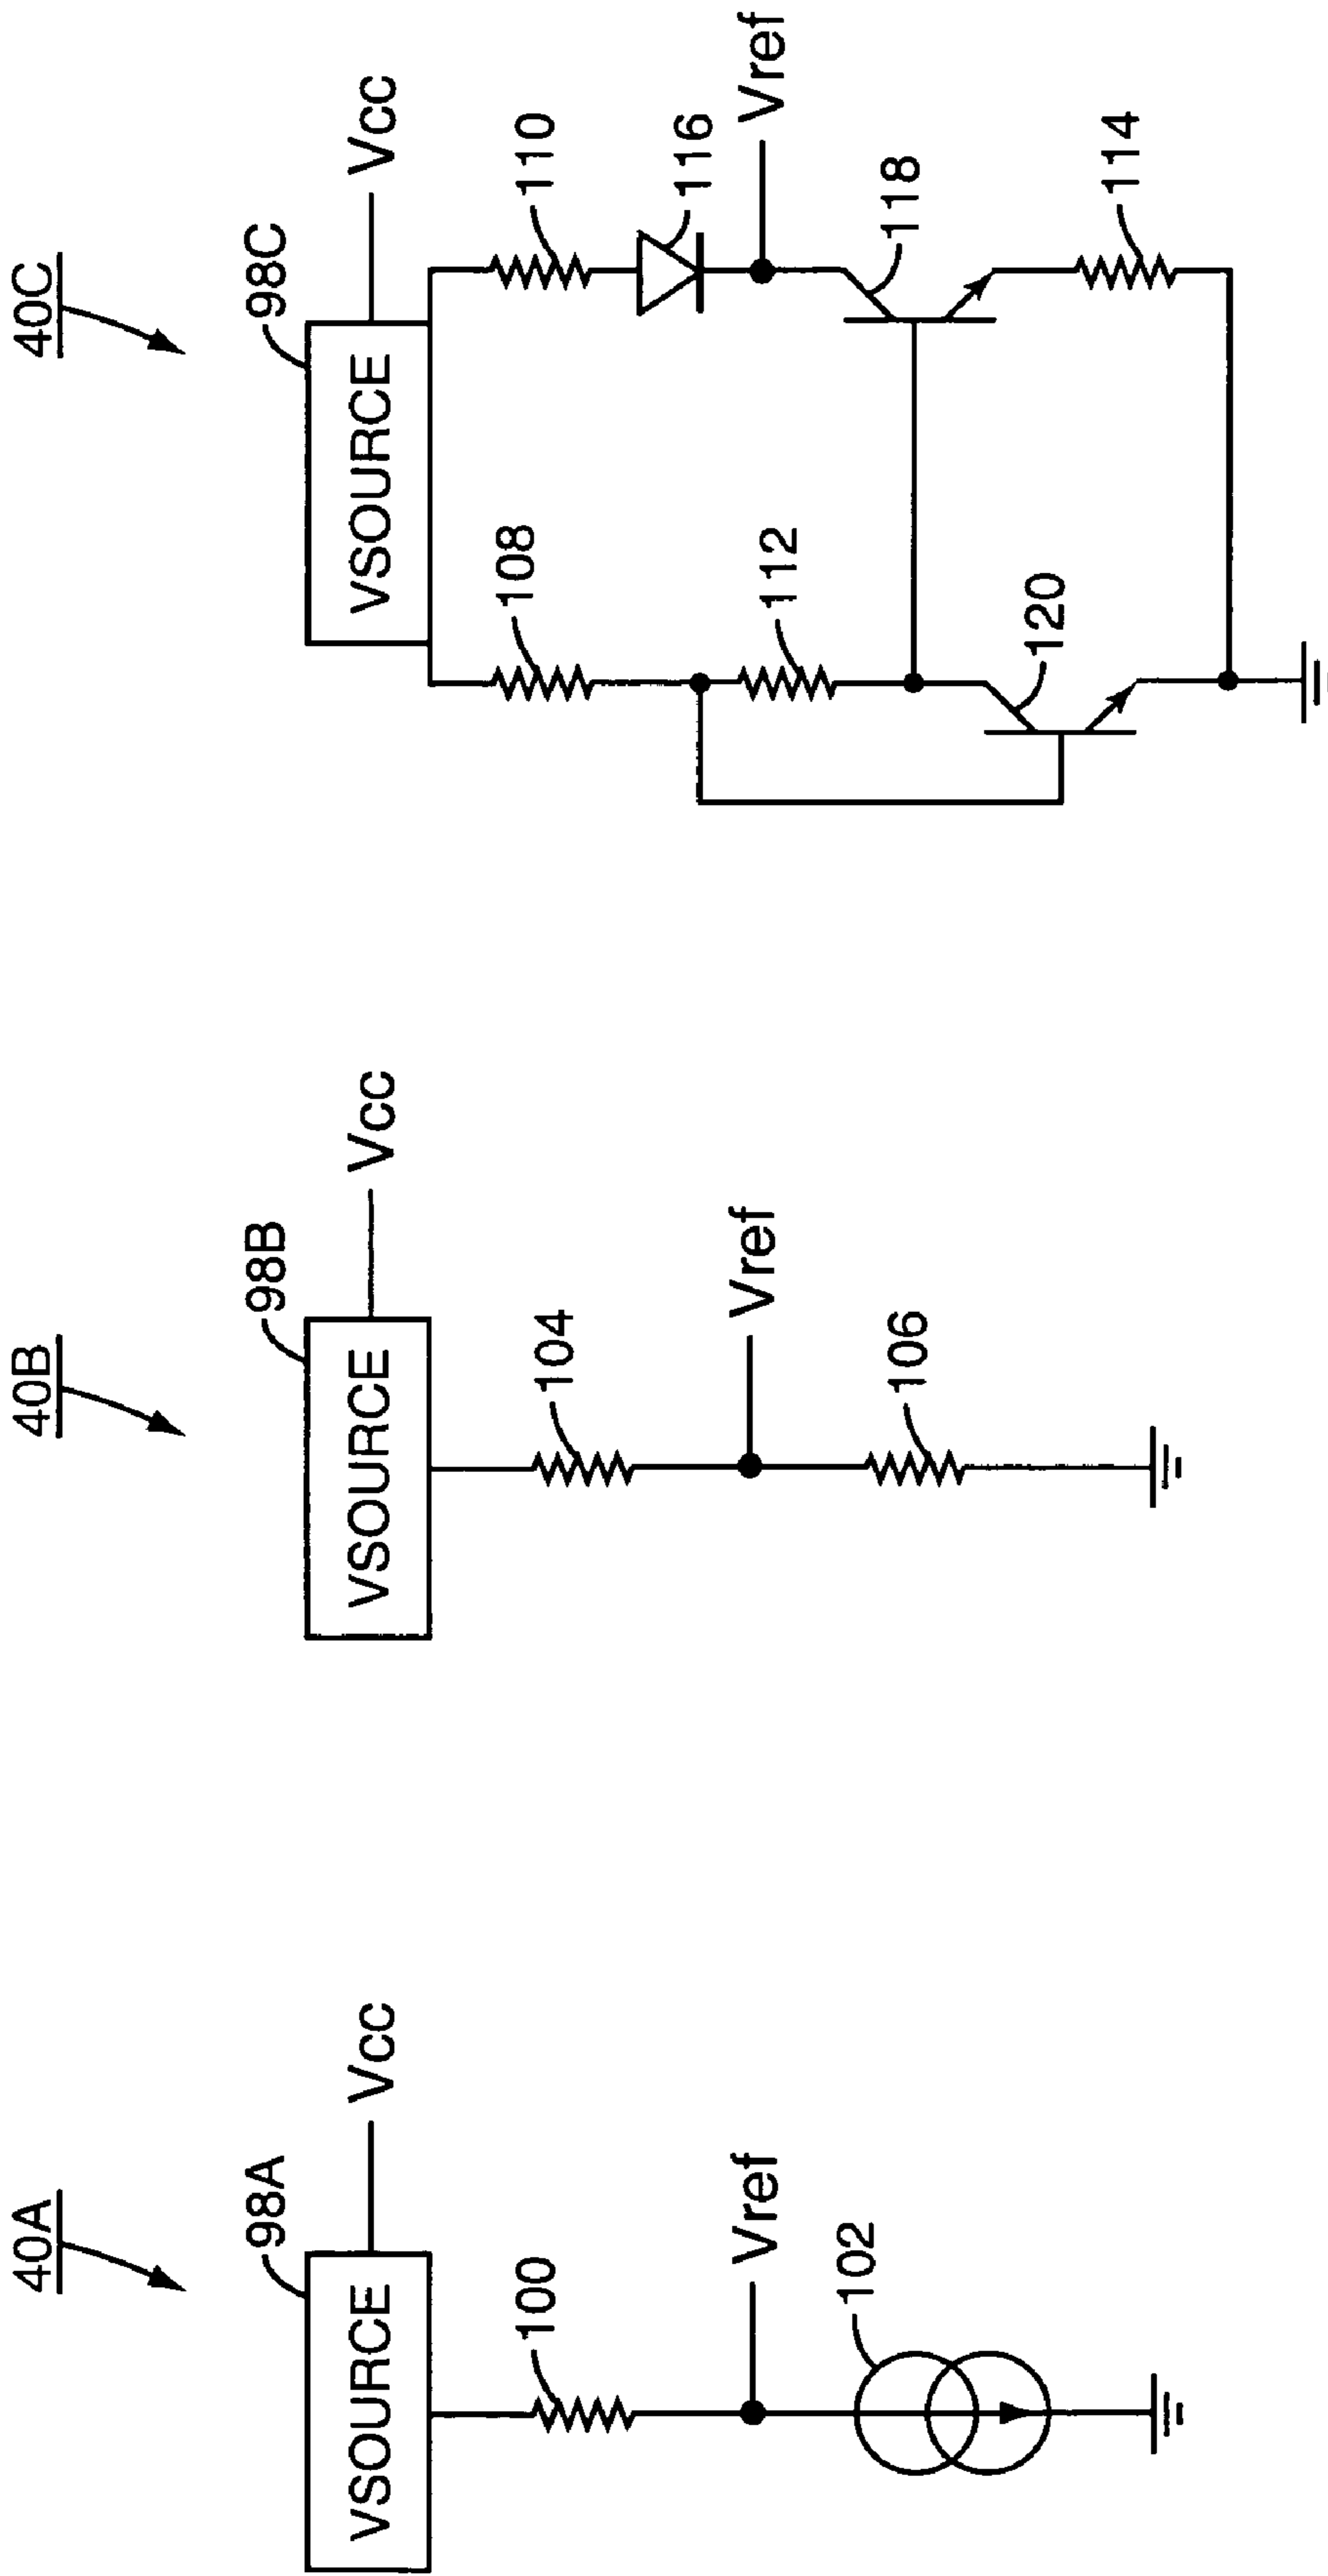 40A
98A
VSOURCE
Vcc
100
Vref
102
40B
98B
VSOURCE
Vcc
104
Vref
106
40C
98C
VSOURCE
Vcc
108
110
116
Vref
112
118
120
114